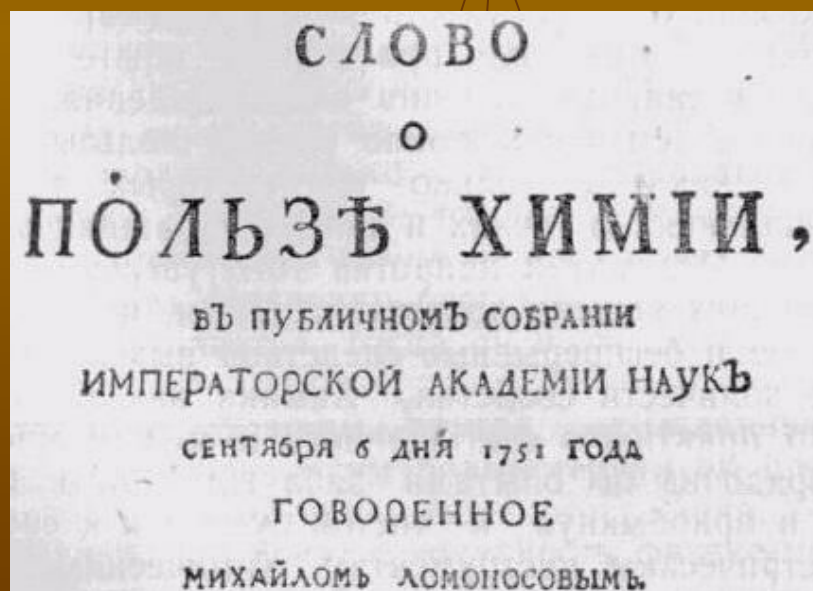 СЛОВО
О
ПОЛЬЗѢ ХИМІИ,
ВЪ ПУБЛИЧНОМЪ СОБРАНІИ
ИМПЕРАТОРСКОЙ АКАДЕМІИ НАУКЪ
СЕНТЯБРЯ 6 ДНЯ 1751 ГОДА
ГОВОРЕННОЕ
МИХАЙЛОМЪ ЛОМОНОСОВЫМЪ.